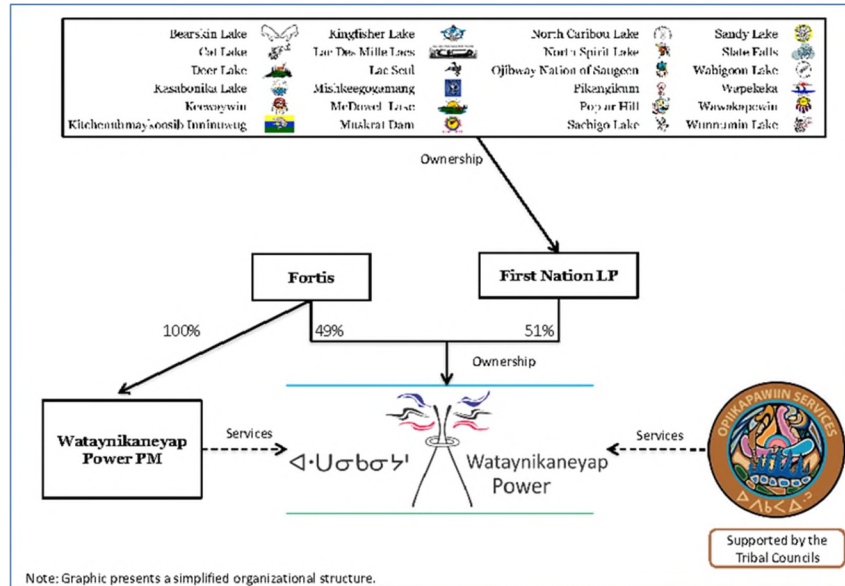 Bearskin Lake Kingfisher Lake North Caribou Lake Sandy Lake
Cat Lake Lac Des Mille Lacs North Spirit Lake Slate Falls
Deer Lake Lac Seul Ojibway Nation of Saugeen Wabigoon Lake
Kasabonika Lake Mishkeegogamang Pikangikum Wapekeka
Keewaywin McDowel Lake Poplar Hill Wawakapewin
Kitchenuhmaykoosib Inninuwug Muskrat Dam Sachigo Lake Wunnumin Lake
Ownership
Fortis
First Nation LP
100%
49%
51%
Ownership
Wataynikaneyap
Power PM
Services
ᐊᐧᑌᓂᑲᓂᔭᑊ
Wataynikaneyap
Power
Services
OPIIKAPAWIIN SERVICES
Supported by the
Tribal Councils
Note: Graphic presents a simplified organizational structure.